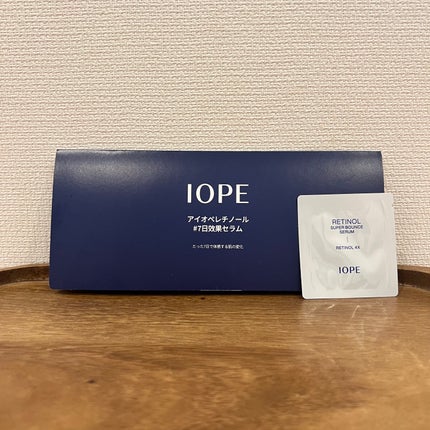 IOPE
アイオペレチノール
#7日効果セラム
たった7日で体感する肌の変化
RETINOL
SUPER BOUNCE
SERUM
RETINOL 4X
IOPE